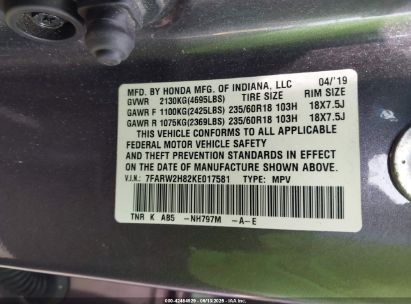 MFD. BY HONDA MFG. OF INDIANA, LLC 04/'19
GVWR 2130KG(4695LBS) TIRE SIZE RIM SIZE
GAWR F 1100KG(2425LBS) 235/60R18 103H 18X7.5J
GAWR R 1075KG(2369LBS) 235/60R18 103H 18X7.5J
THIS VEHICLE CONFORMS TO ALL APPLICABLE
FEDERAL MOTOR VEHICLE SAFETY
AND THEFT PREVENTION STANDARDS IN EFFECT
ON THE DATE OF MANUFACTURE SHOWN ABOVE.
V.I.N.: 7FARW2H82KE017581 TYPE: MPV
TNR K AB5 -NH797M -A-E